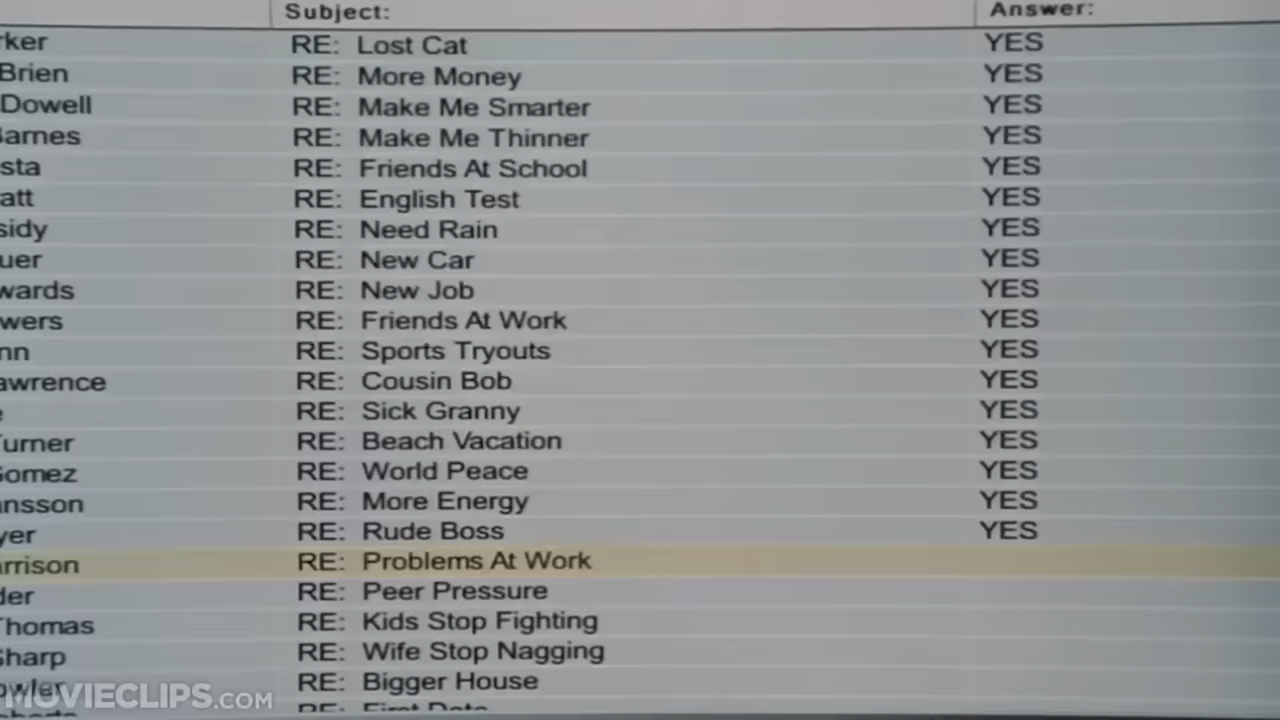 Subject: Answer:
rker RE: Lost Cat YES
Brien RE: More Money YES
Dowell RE: Make Me Smarter YES
Barnes RE: Make Me Thinner YES
sta RE: Friends At School YES
att RE: English Test YES
sidy RE: Need Rain YES
uer RE: New Car YES
wards RE: New Job YES
wers RE: Friends At Work YES
nn RE: Sports Tryouts YES
awrence RE: Cousin Bob YES
e RE: Sick Granny YES
Turner RE: Beach Vacation YES
Gomez RE: World Peace YES
ansson RE: More Energy YES
yer RE: Rude Boss YES
arrison RE: Problems At Work
der RE: Peer Pressure
Thomas RE: Kids Stop Fighting
Sharp RE: Wife Stop Nagging
owler RE: Bigger House
RE: First Date
MOVIECLIPS.COM